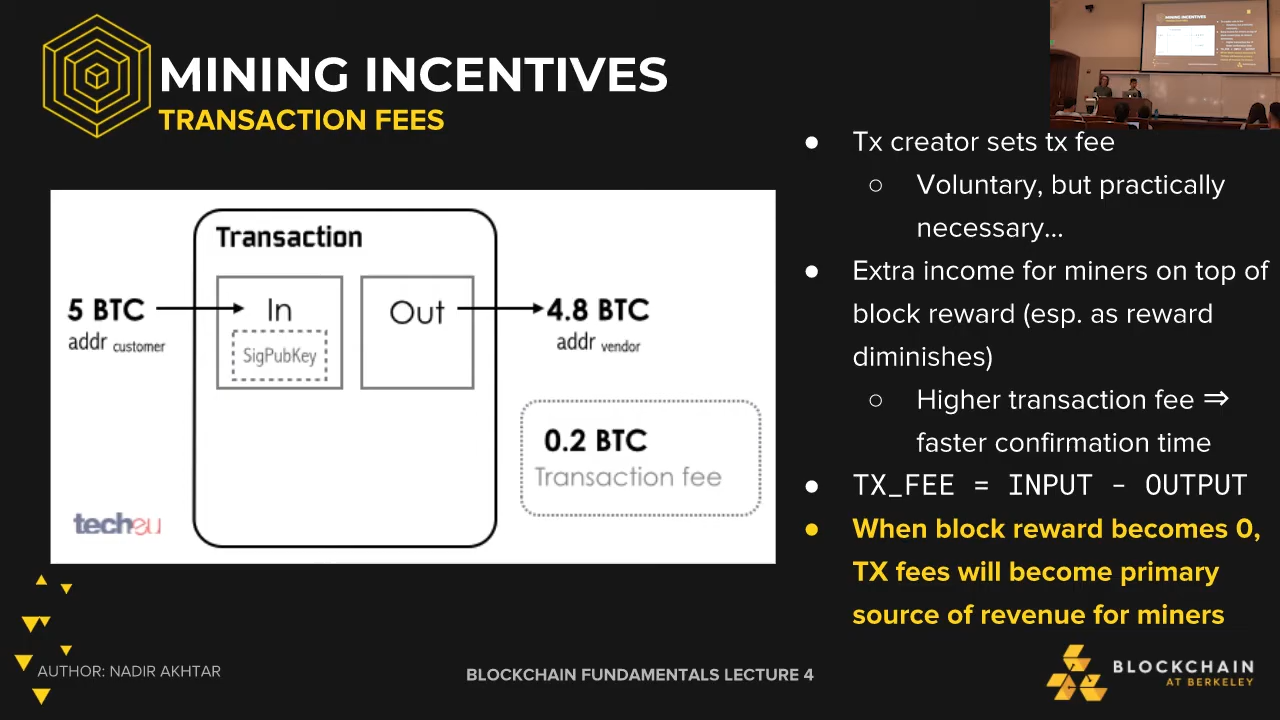 MINING INCENTIVES
TRANSACTION FEES
Transaction
5 BTC
addr customer
In
SigPubKey
Out
4.8 BTC
addr vendor
0.2 BTC
Transaction fee
tech.eu
● Tx creator sets tx fee
○ Voluntary, but practically
necessary...
● Extra income for miners on top of
block reward (esp. as reward
diminishes)
○ Higher transaction fee ⇒
faster confirmation time
● TX_FEE = INPUT - OUTPUT
● When block reward becomes 0,
TX fees will become primary
source of revenue for miners
AUTHOR: NADIR AKHTAR
BLOCKCHAIN FUNDAMENTALS LECTURE 4
BLOCKCHAIN
AT BERKELEY
MINING INCENTIVES